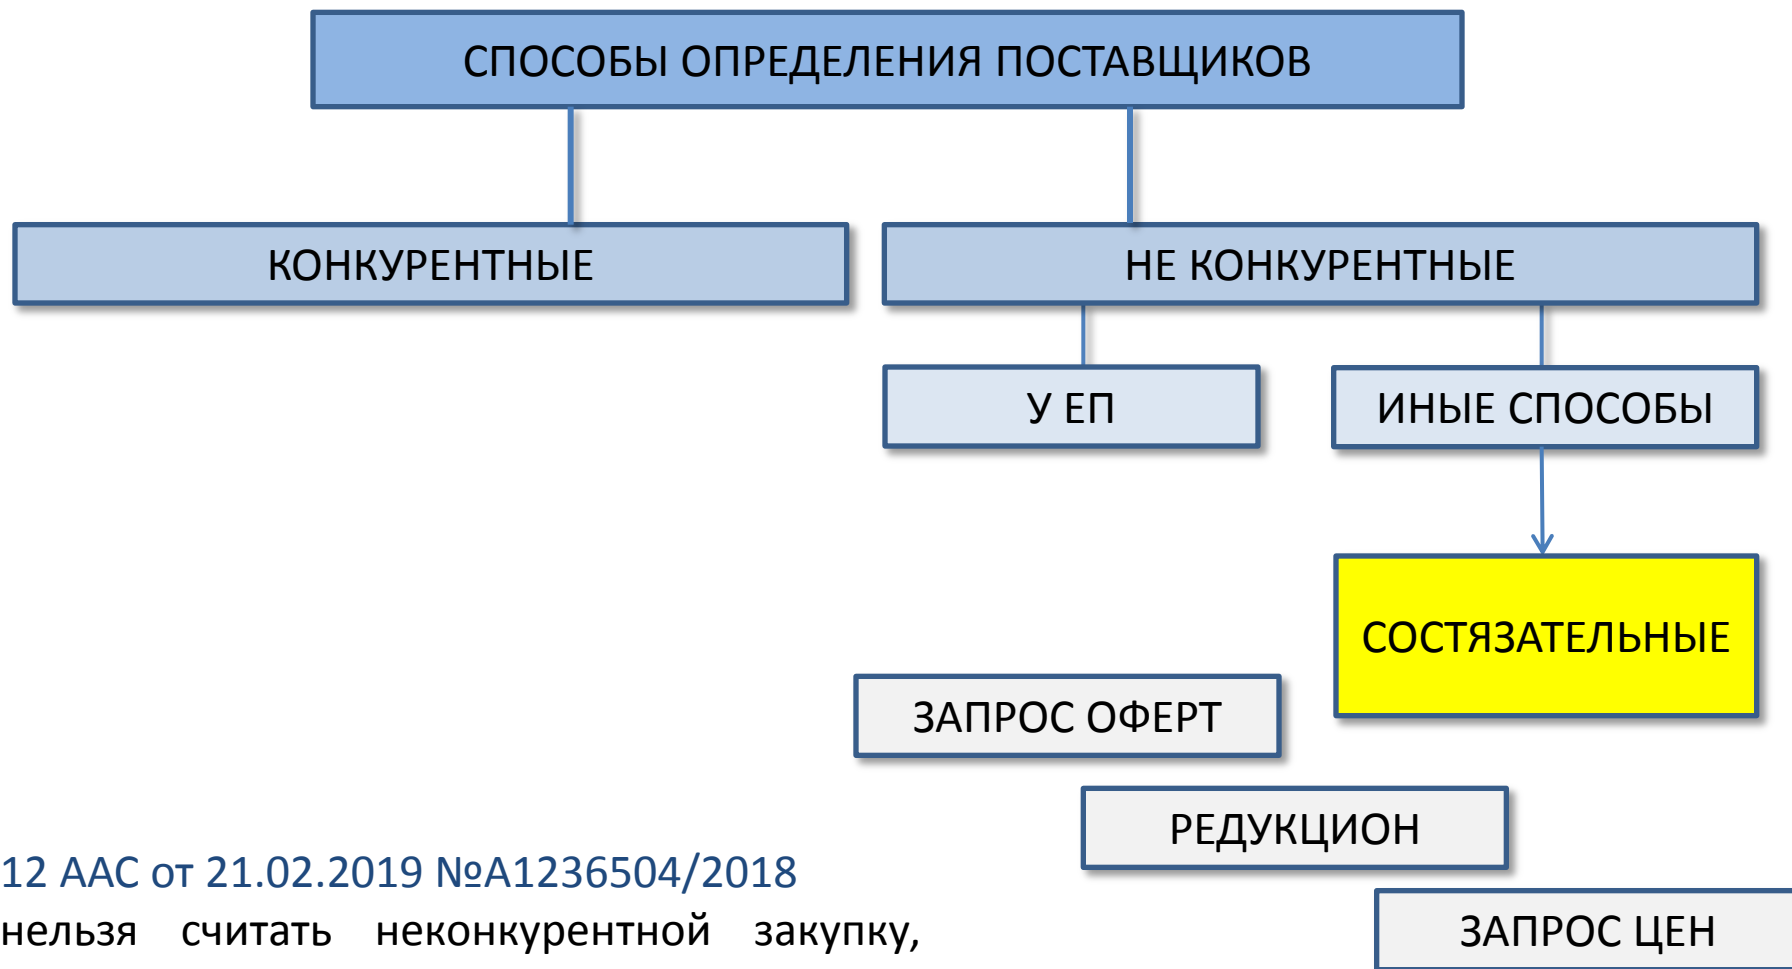 СПОСОБЫ ОПРЕДЕЛЕНИЯ ПОСТАВЩИКОВ
КОНКУРЕНТНЫЕ
НЕ КОНКУРЕНТНЫЕ
У ЕП
ИНЫЕ СПОСОБЫ
СОСТЯЗАТЕЛЬНЫЕ
ЗАПРОС ОФЕРТ
РЕДУКЦИОН
ЗАПРОС ЦЕН
12 ААС от 21.02.2019 №А1236504/2018
нельзя считать неконкурентной закупку,